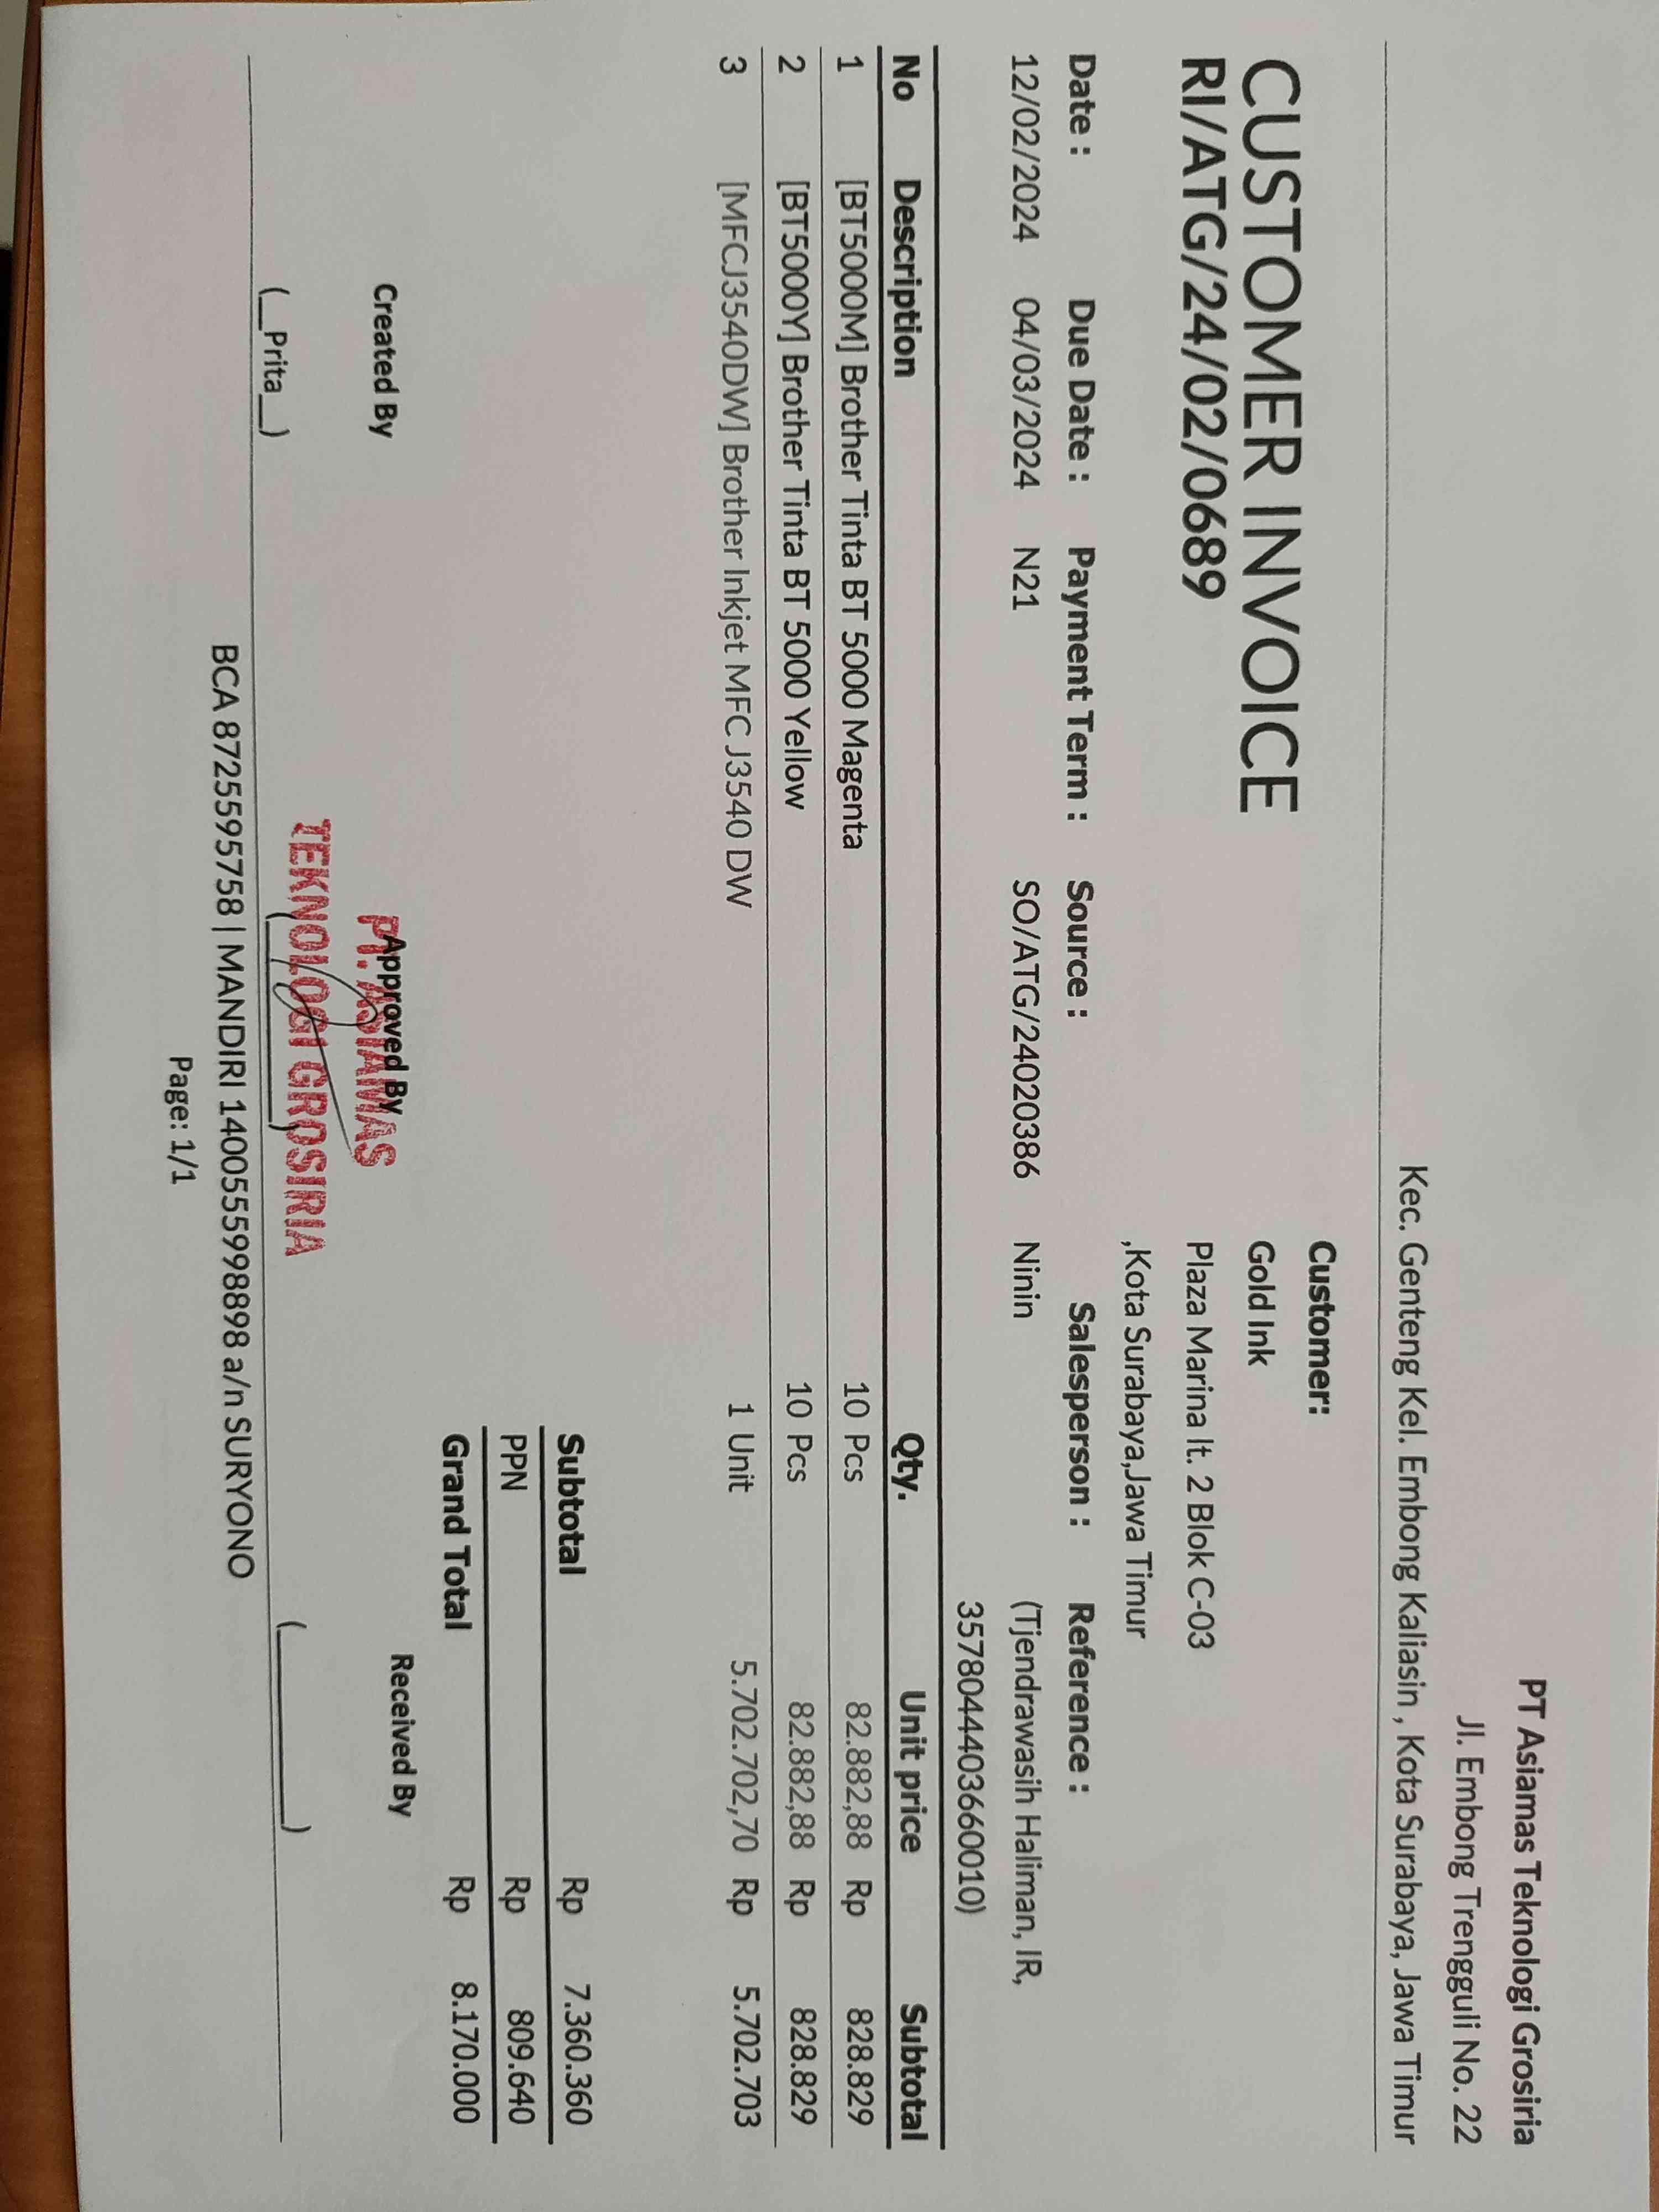 PT Asiamas Teknologi Grosiria
Jl. Embong Trengguli No. 22
Kec. Genteng Kel. Embong Kaliasin , Kota Surabaya, Jawa Timur
CUSTOMER INVOICE
RI/ATG/24/02/0689
Customer:
Gold Ink
Plaza Marina lt. 2 Blok C-03
,Kota Surabaya,Jawa Timur
Date : Due Date : Payment Term : Source : Salesperson : Reference :
12/02/2024 04/03/2024 N21 SO/ATG/24020386 Ninin (Tjendrawasih Haliman, IR,
3578044403660010)
No Description Qty. Unit price Subtotal
1 [BT5000M] Brother Tinta BT 5000 Magenta 10 Pcs 82.882,88 Rp 828.829
2 [BT5000Y] Brother Tinta BT 5000 Yellow 10 Pcs 82.882,88 Rp 828.829
3 [MFCJ3540DW] Brother Inkjet MFC J3540 DW 1 Unit 5.702.702,70 Rp 5.702.703
Subtotal Rp 7.360.360
PPN Rp 809.640
Grand Total Rp 8.170.000
Created By Approved By Received By
PT. ASIAMAS
TEKNOLOGI GROSIRIA
(__Prita__) (________) (________)
BCA 8725595758 | MANDIRI 1400555998898 a/n SURYONO
Page: 1/1